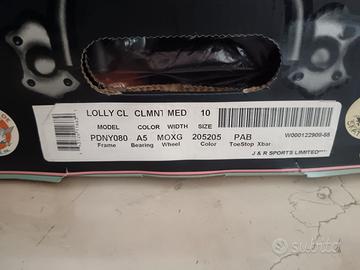 LOLLY CL CLMNT MED 10
MODEL COLOR WIDTH SIZE
PDNY080 A5 MOXG 205205 PAB
Frame Bearing Wheel Color ToeStop Xbar
W000122909-55
J & R SPORTS LIMITED
subito